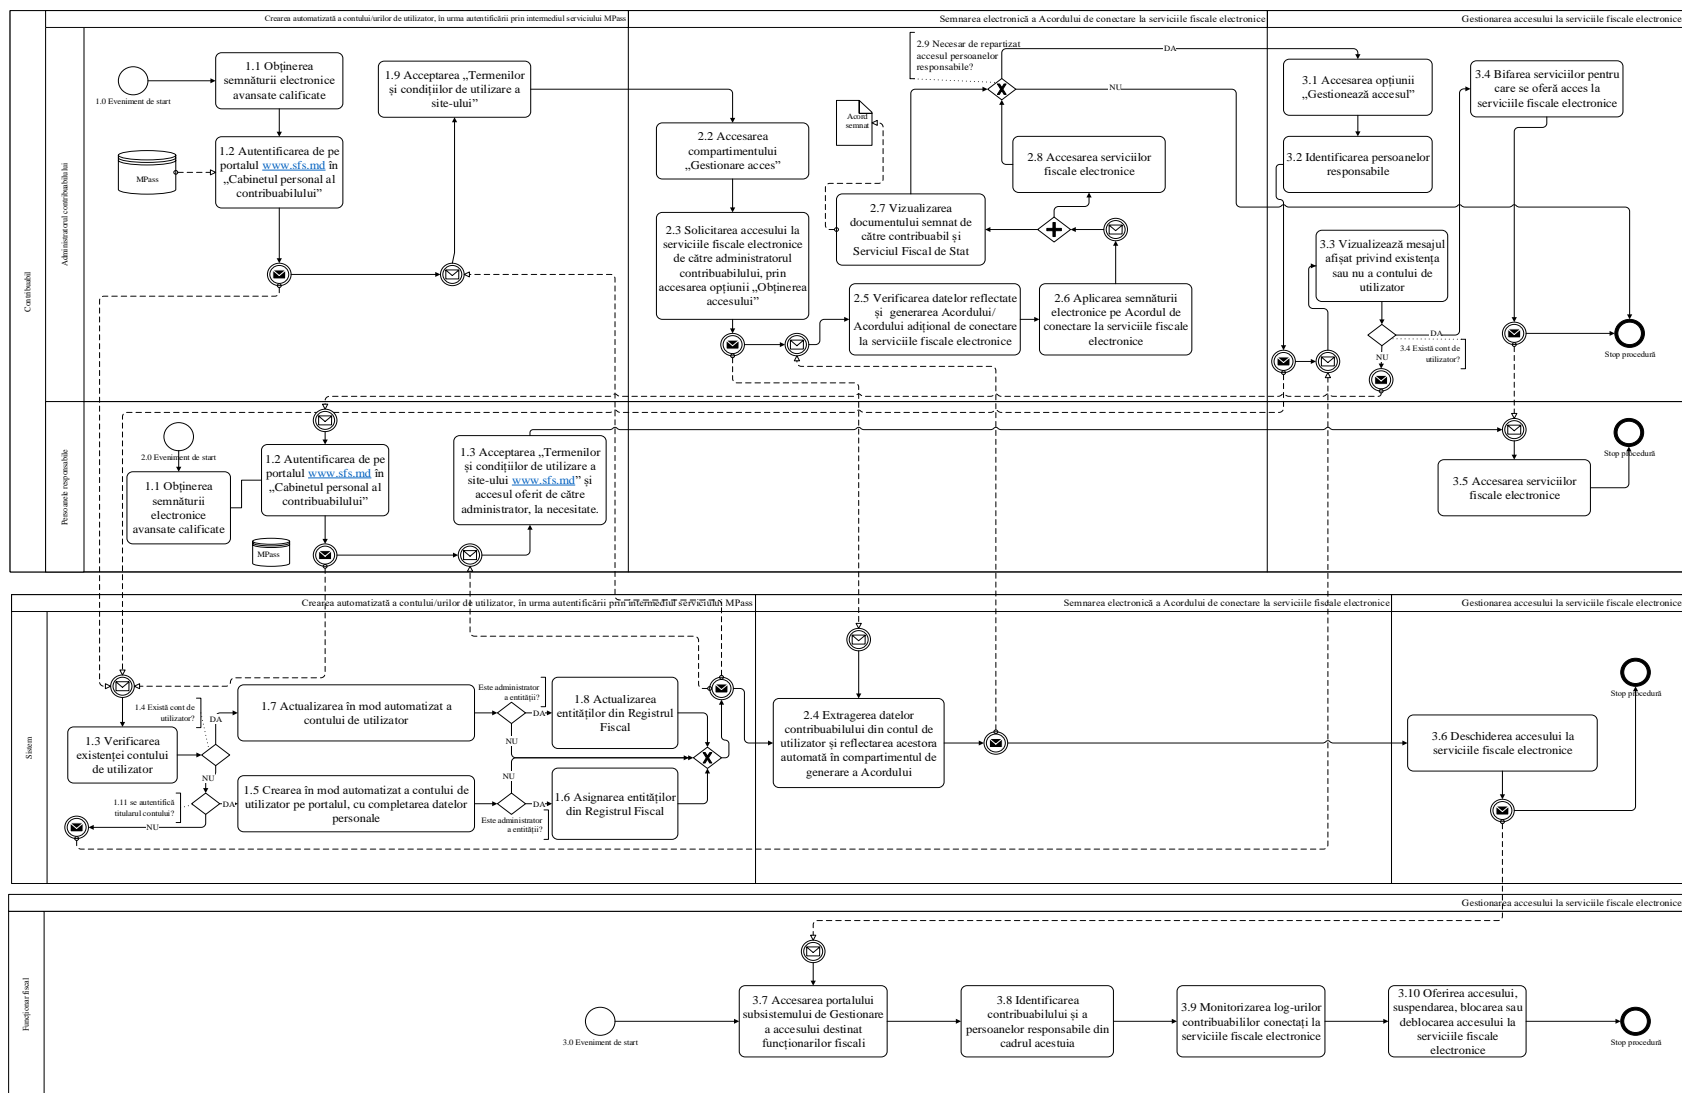 Crearea automatizată a contului/urilor de utilizator, în urma autentificării prin intermediul serviciului MPass
Semnarea electronică a Acordului de conectare la serviciile fiscale electronice
Gestionarea accesului la serviciile fiscale electronice
Contribuabil
Administratorul contribuabilului
1.0 Eveniment de start
1.1 Obținerea
semnăturii electronice
avansate calificate
1.9 Acceptarea „Termenilor
și condițiilor de utilizare a
site-ului”
MPass
1.2 Autentificarea de pe
portalul www.sfs.md în
„Cabinetul personal al
contribuabilului”
2.2 Accesarea
compartimentului
„Gestionare acces”
2.3 Solicitarea accesului la
serviciile fiscale electronice
de către administratorul
contribuabilului, prin
accesarea opțiunii „Obținerea
accesului”
Acord
semnat
2.9 Necesar de repartizat
accesul persoanelor
responsabile?
DA
NU
2.8 Accesarea serviciilor
fiscale electronice
2.7 Vizualizarea
documentului semnat de
către contribuabil și
Serviciul Fiscal de Stat
2.5 Verificarea datelor reflectate
și generarea Acordului/
Acordului adițional de conectare
la serviciile fiscale electronice
2.6 Aplicarea semnăturii
electronice pe Acordul de
conectare la serviciile fiscale
electronice
3.1 Accesarea opțiunii
„Gestionează accesul”
3.2 Identificarea persoanelor
responsabile
3.4 Bifarea serviciilor pentru
care se oferă acces la
serviciile fiscale electronice
3.3 Vizualizează mesajul
afișat privind existența
sau nu a contului de
utilizator
DA
3.4 Există cont de
utilizator?
NU
Stop procedură
Persoanele responsabile
2.0 Eveniment de start
1.1 Obținerea
semnăturii
electronice
avansate calificate
1.2 Autentificarea de pe
portalul www.sfs.md în
„Cabinetul personal al
contribuabilului”
MPass
1.3 Acceptarea „Termenilor
și condițiilor de utilizare a
site-ului www.sfs.md” și
accesul oferit de către
administrator, la necesitate.
3.5 Accesarea serviciilor
fiscale electronice
Stop procedură
Crearea automatizată a contului/urilor de utilizator, în urma autentificării prin intermediul serviciului MPass
Semnarea electronică a Acordului de conectare la serviciile fiscale electronice
Gestionarea accesului la serviciile fiscale electronice
Sistem
1.3 Verificarea
existenței contului
de utilizator
1.4 Există cont de
utilizator?
DA
NU
1.11 se autentifică
titularul contului?
DA
NU
1.7 Actualizarea în mod automatizat a
contului de utilizator
1.5 Crearea în mod automatizat a contului de
utilizator pe portalul, cu completarea datelor
personale
Este administrator
a entității?
DA
NU
NU
DA
Este administrator
a entității?
1.8 Actualizarea
entităților din Registrul
Fiscal
1.6 Asignarea entităților
din Registrul Fiscal
2.4 Extragerea datelor
contribuabilului din contul de
utilizator și reflectarea acestora
automată în compartimentul de
generare a Acordului
3.6 Deschiderea accesului la
serviciile fiscale electronice
Stop procedură
Gestionarea accesului la serviciile fiscale electronice
Funcționar fiscal
3.0 Eveniment de start
3.7 Accesarea portalului
subsistemului de Gestionare
a accesului destinat
funcționarilor fiscali
3.8 Identificarea
contribuabilului și a
persoanelor responsabile din
cadrul acestuia
3.9 Monitorizarea log-urilor
contribuabililor conectați la
serviciile fiscale electronice
3.10 Oferirea accesului,
suspendarea, blocarea sau
deblocarea accesului la
serviciile fiscale
electronice
Stop procedură